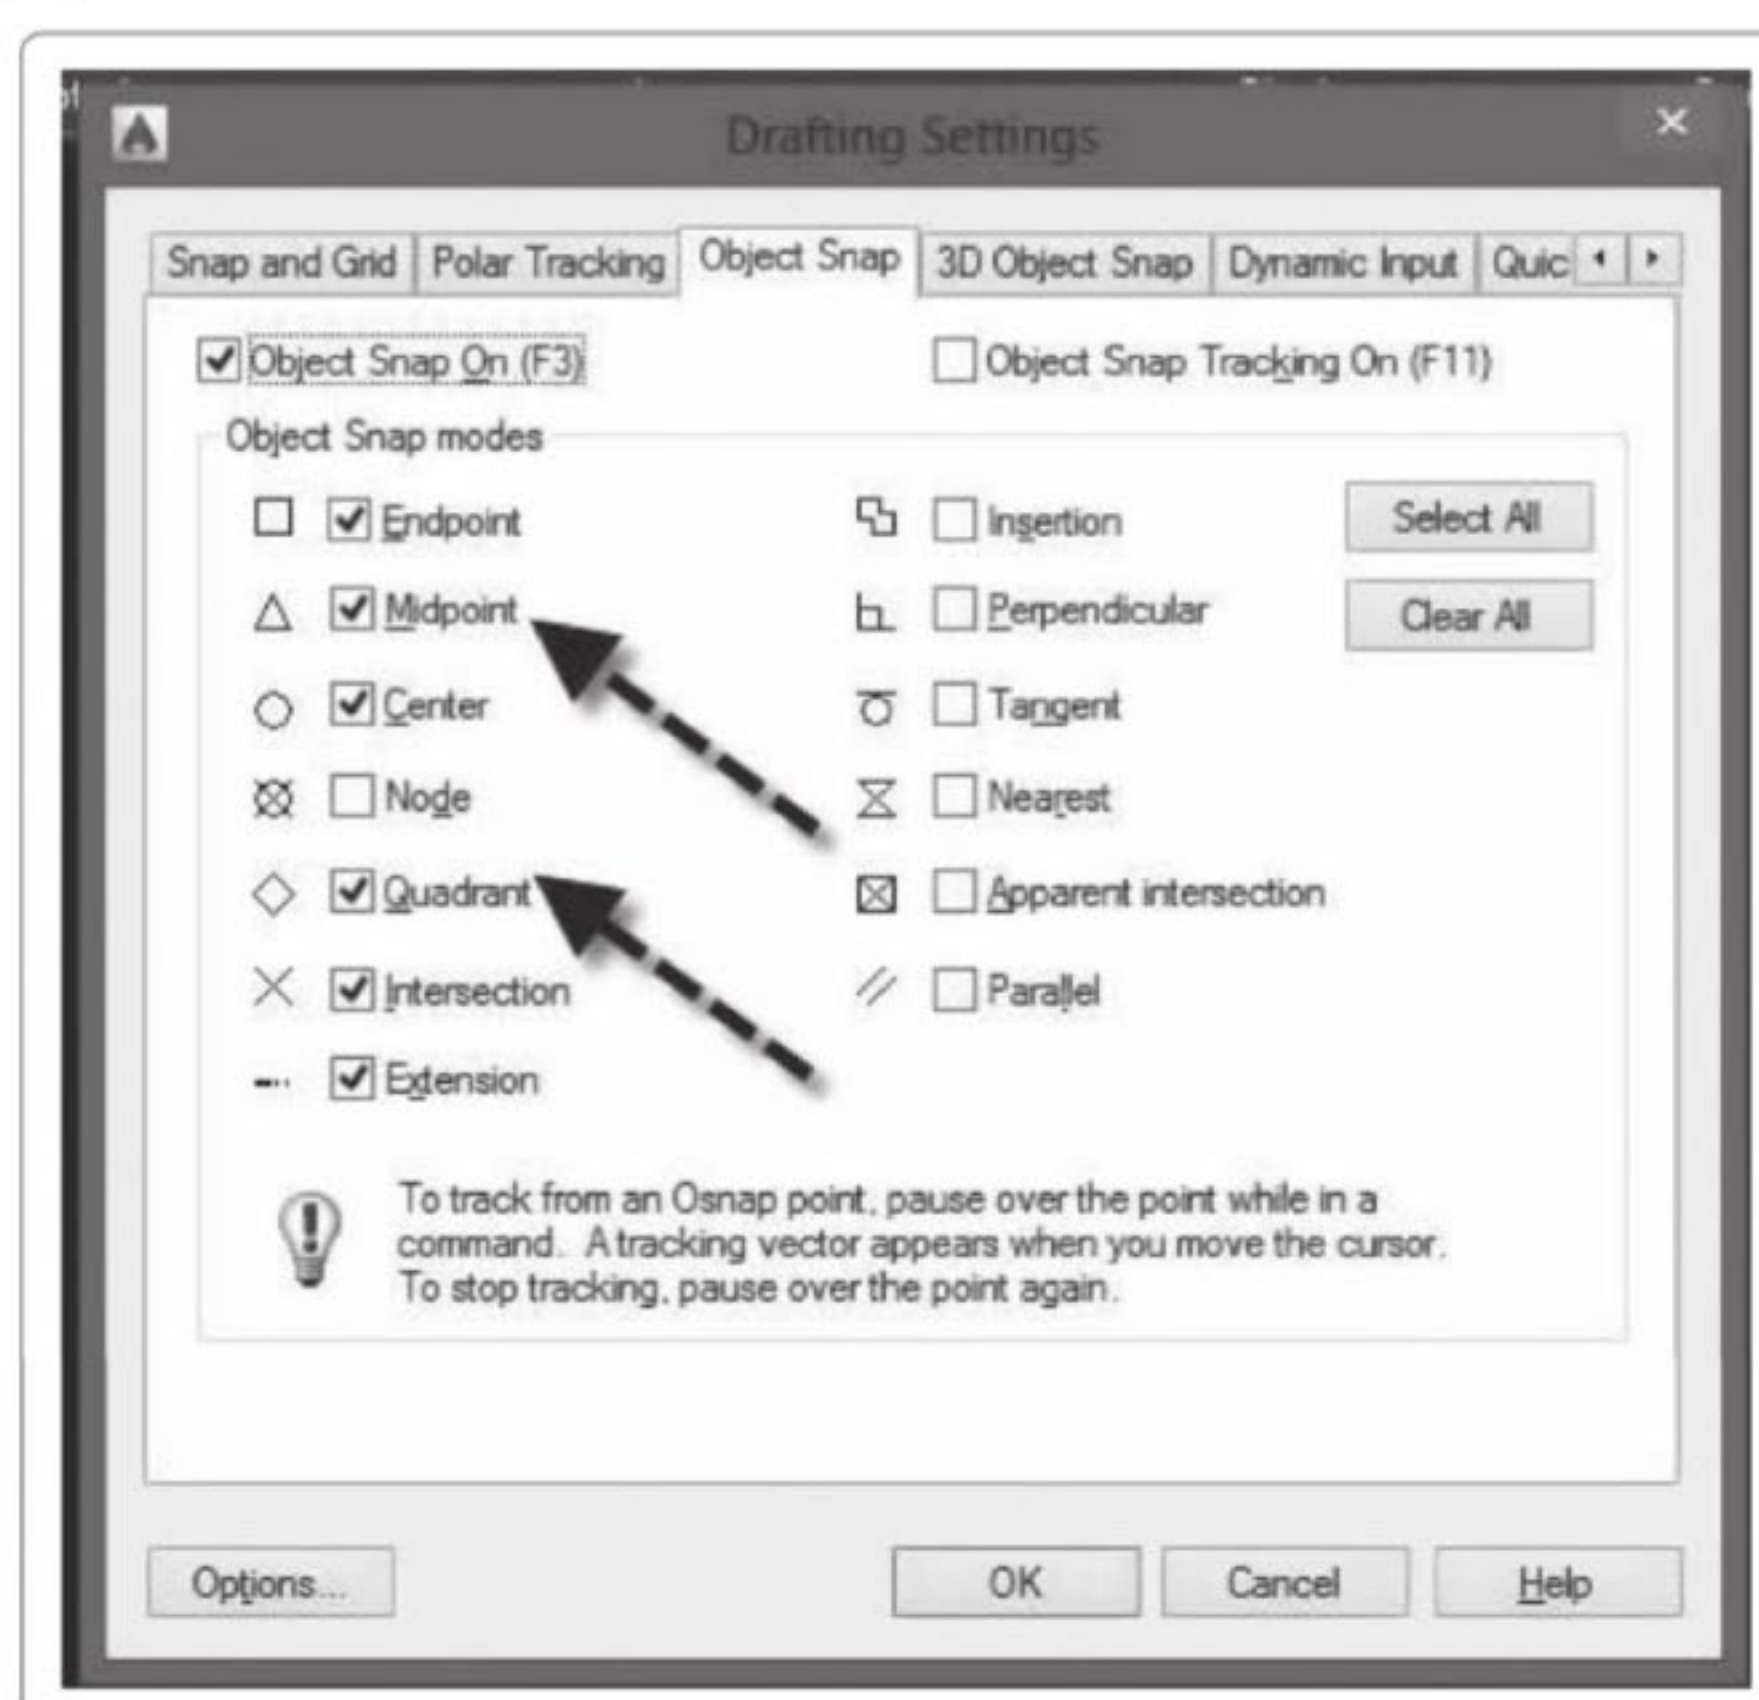 Drafting Settings
Snap and Grid Polar Tracking Object Snap 3D Object Snap Dynamic Input Quic
Object Snap On (F3) Object Snap Tracking On (F11)
Object Snap modes
Endpoint Insertion Select All
Midpoint Perpendicular Clear All
Center Tangent
Node Nearest
Quadrant Apparent intersection
Intersection Parallel
Extension
To track from an Osnap point, pause over the point while in a
command. A tracking vector appears when you move the cursor.
To stop tracking, pause over the point again.
Options... OK Cancel Help